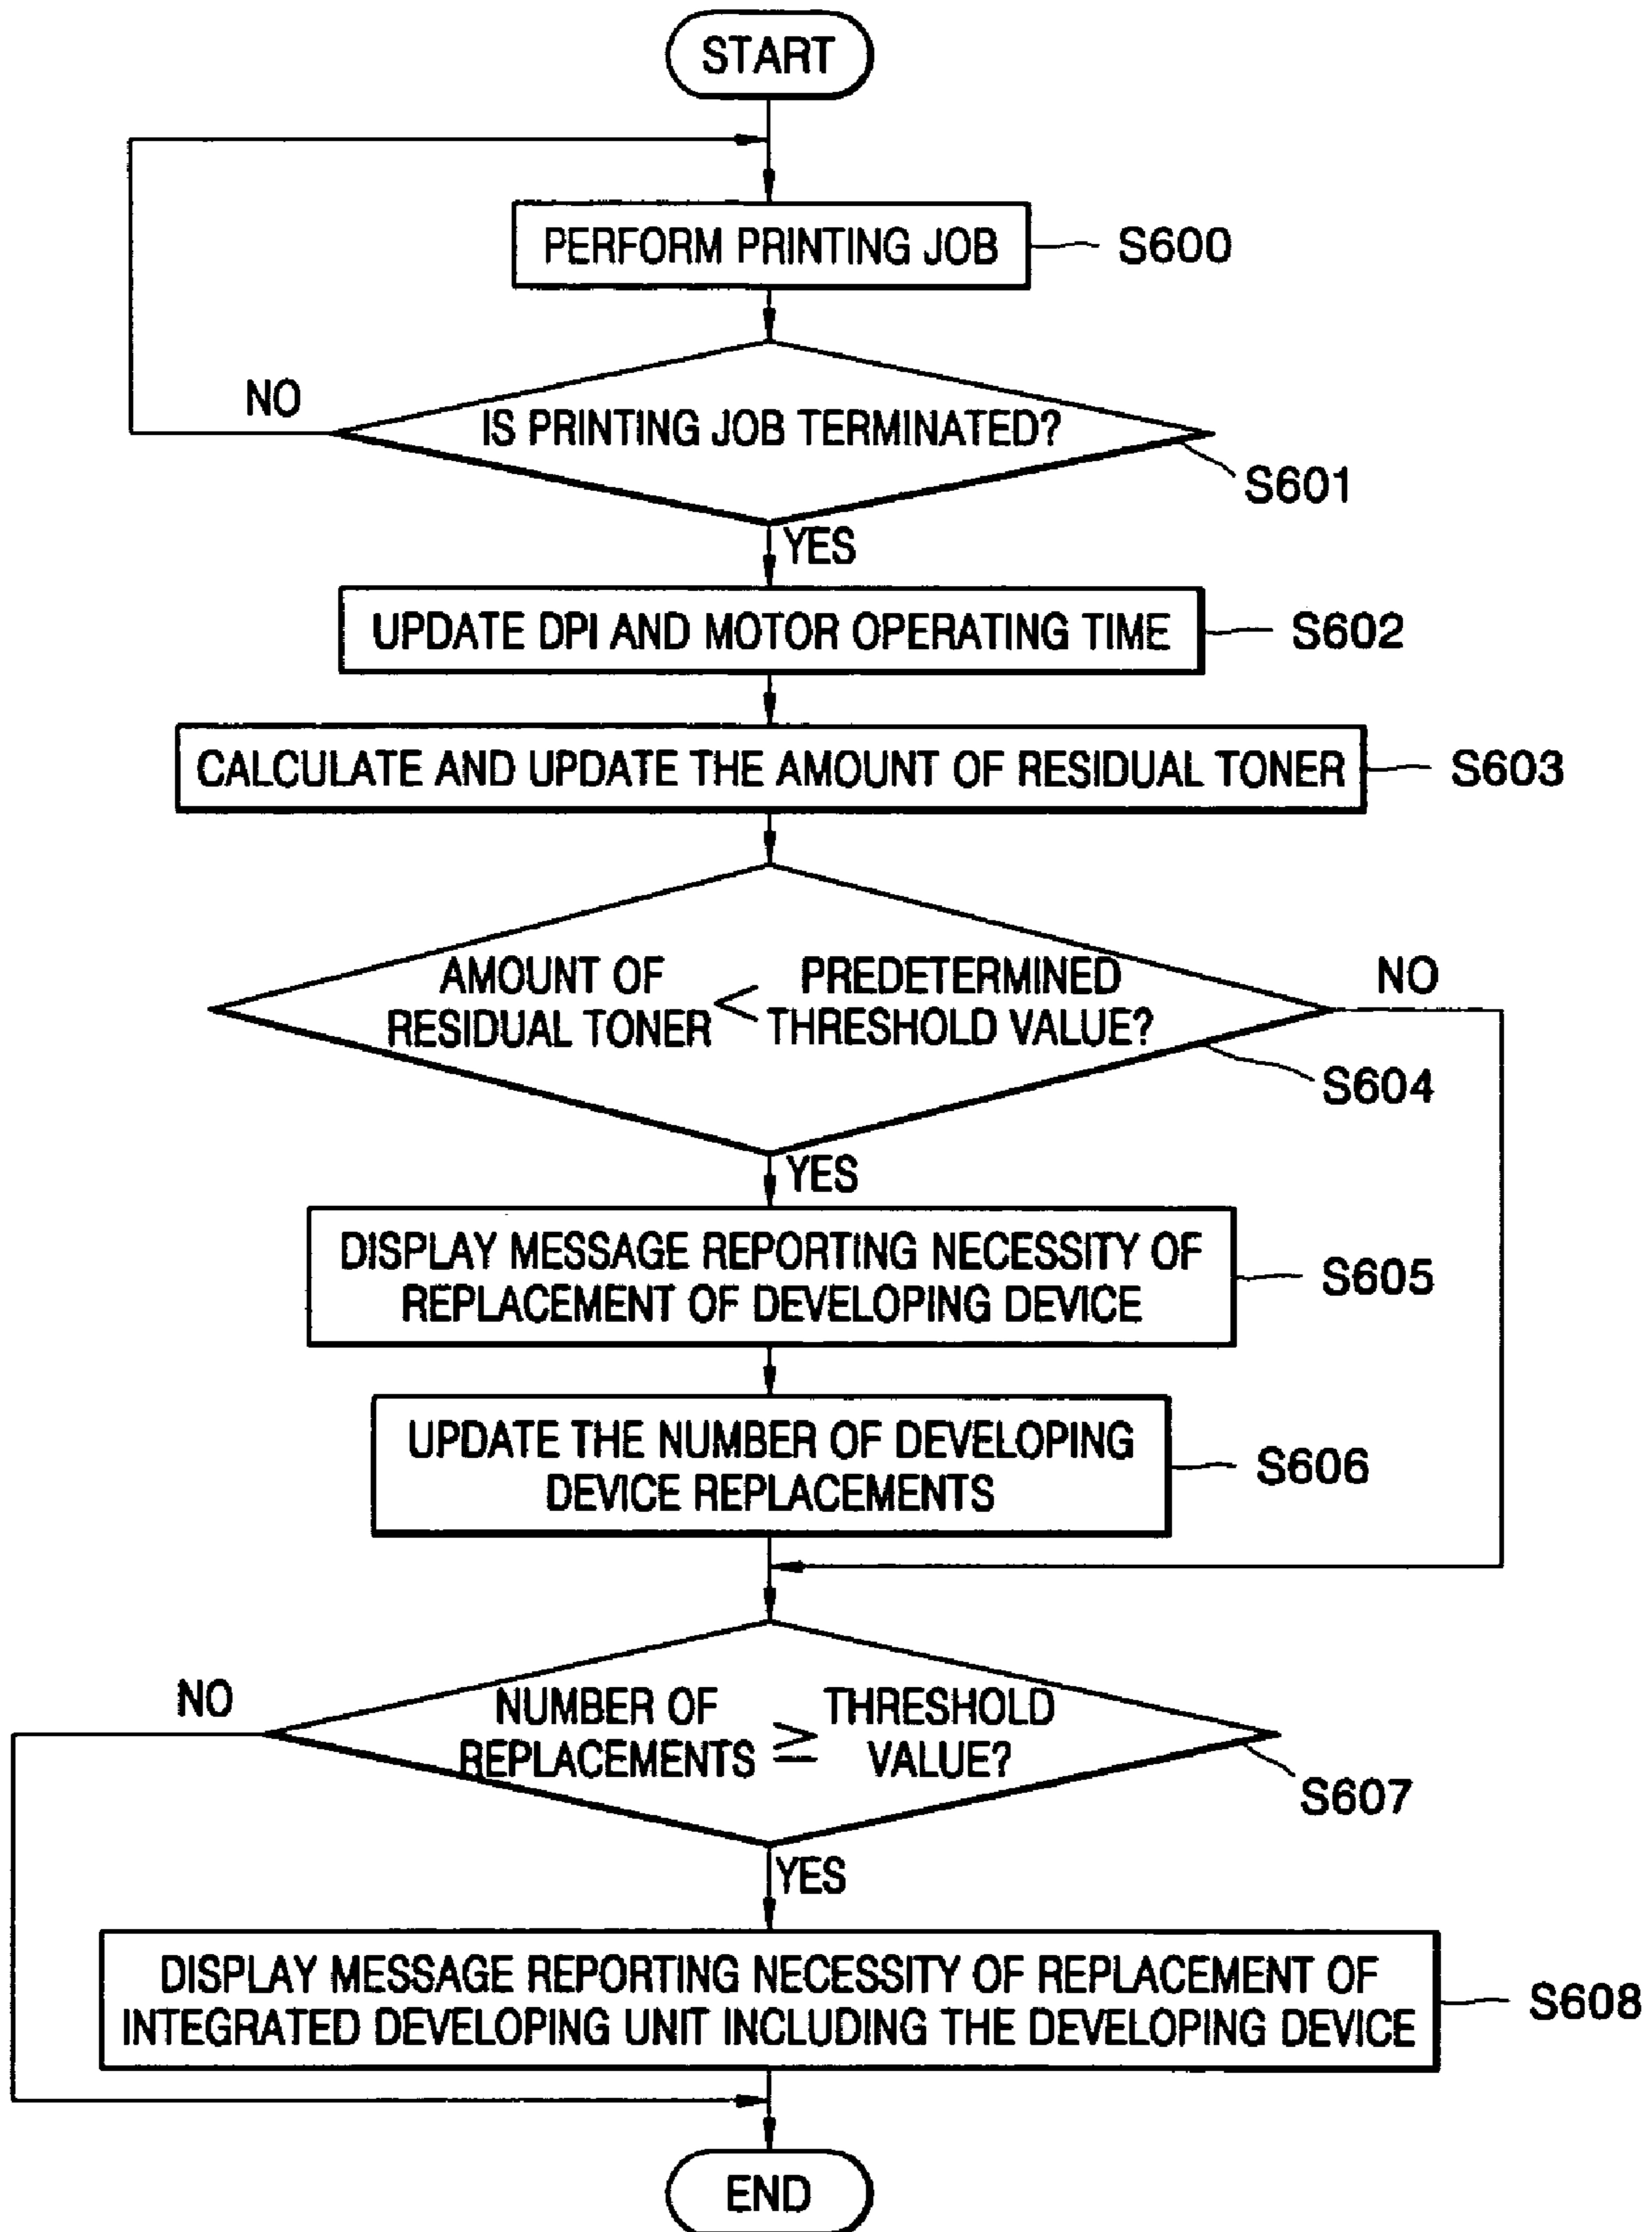 START
PERFORM PRINTING JOB
S600
NO
IS PRINTING JOB TERMINATED?
S601
YES
UPDATE DPI AND MOTOR OPERATING TIME
S602
CALCULATE AND UPDATE THE AMOUNT OF RESIDUAL TONER
S603
AMOUNT OF
RESIDUAL TONER
<
PREDETERMINED
THRESHOLD VALUE?
NO
S604
YES
DISPLAY MESSAGE REPORTING NECESSITY OF
REPLACEMENT OF DEVELOPING DEVICE
S605
UPDATE THE NUMBER OF DEVELOPING
DEVICE REPLACEMENTS
S606
NO
NUMBER OF
REPLACEMENTS
≥
THRESHOLD
VALUE?
S607
YES
DISPLAY MESSAGE REPORTING NECESSITY OF REPLACEMENT OF
INTEGRATED DEVELOPING UNIT INCLUDING THE DEVELOPING DEVICE
S608
END